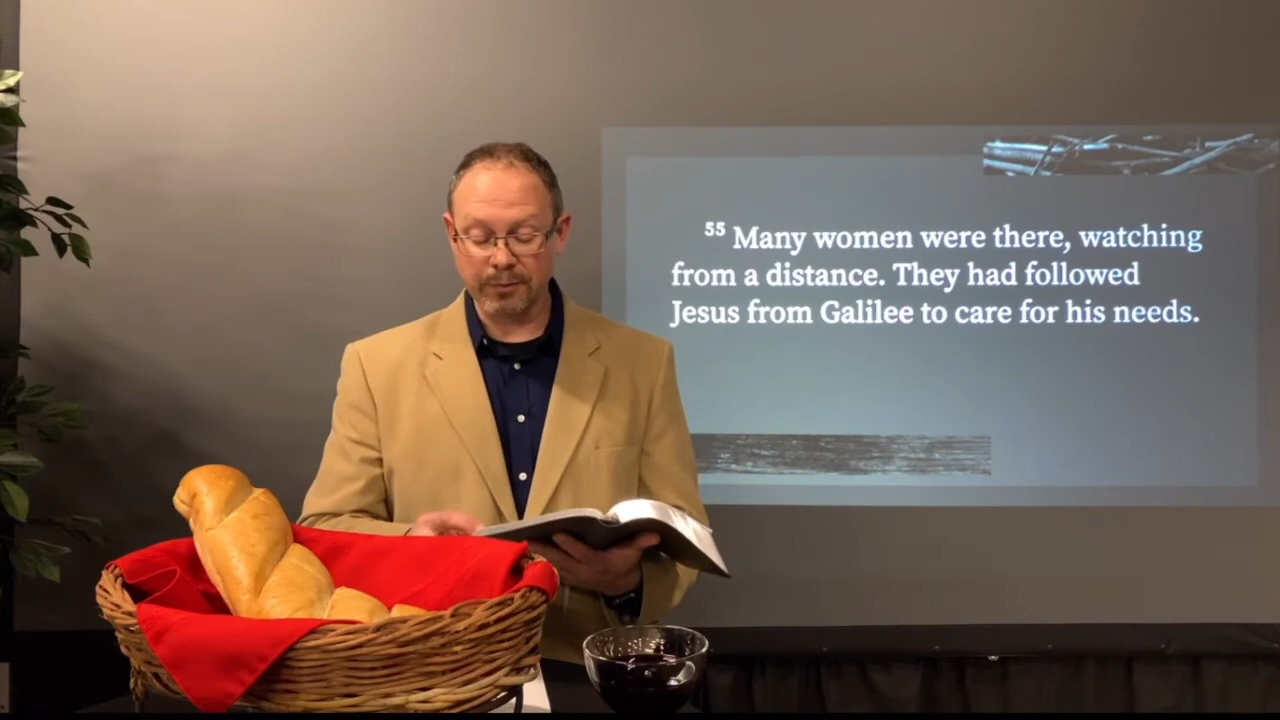 ⁵⁵ Many women were there, watching
from a distance. They had followed
Jesus from Galilee to care for his needs.